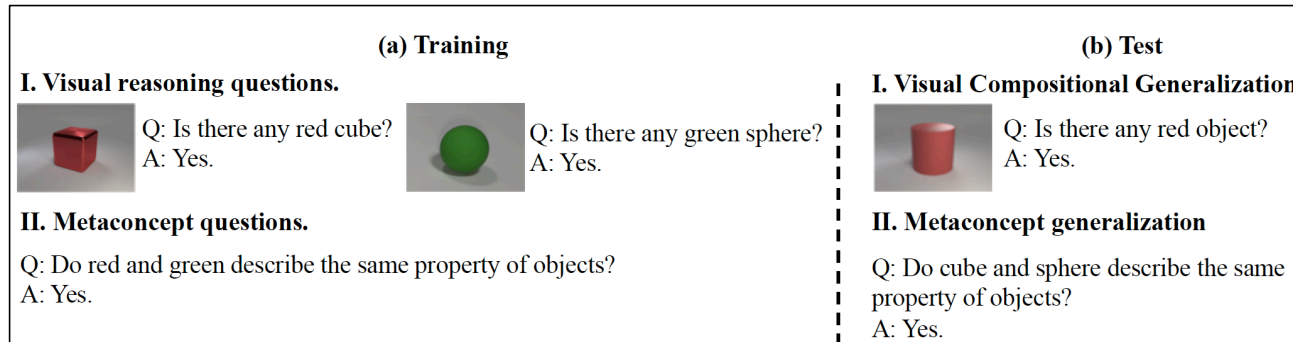 (a) Training
I. Visual reasoning questions.
Q: Is there any red cube?
A: Yes.
Q: Is there any green sphere?
A: Yes.
II. Metaconcept questions.
Q: Do red and green describe the same property of objects?
A: Yes.
(b) Test
I. Visual Compositional Generalization
Q: Is there any red object?
A: Yes.
II. Metaconcept generalization
Q: Do cube and sphere describe the same
property of objects?
A: Yes.